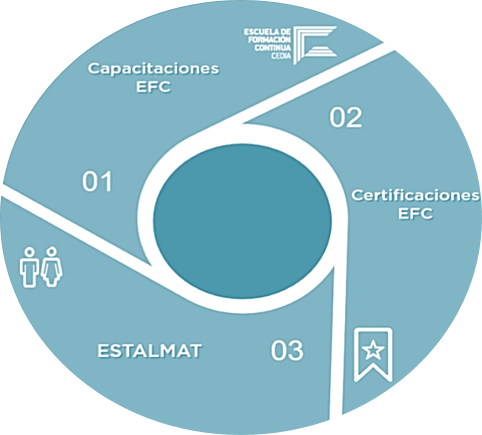 ESCUELA DE
FORMACIÓN
CONTINUA
CEDIA
Capacitaciones
EFC
01
02
Certificaciones
EFC
ESTALMAT
03